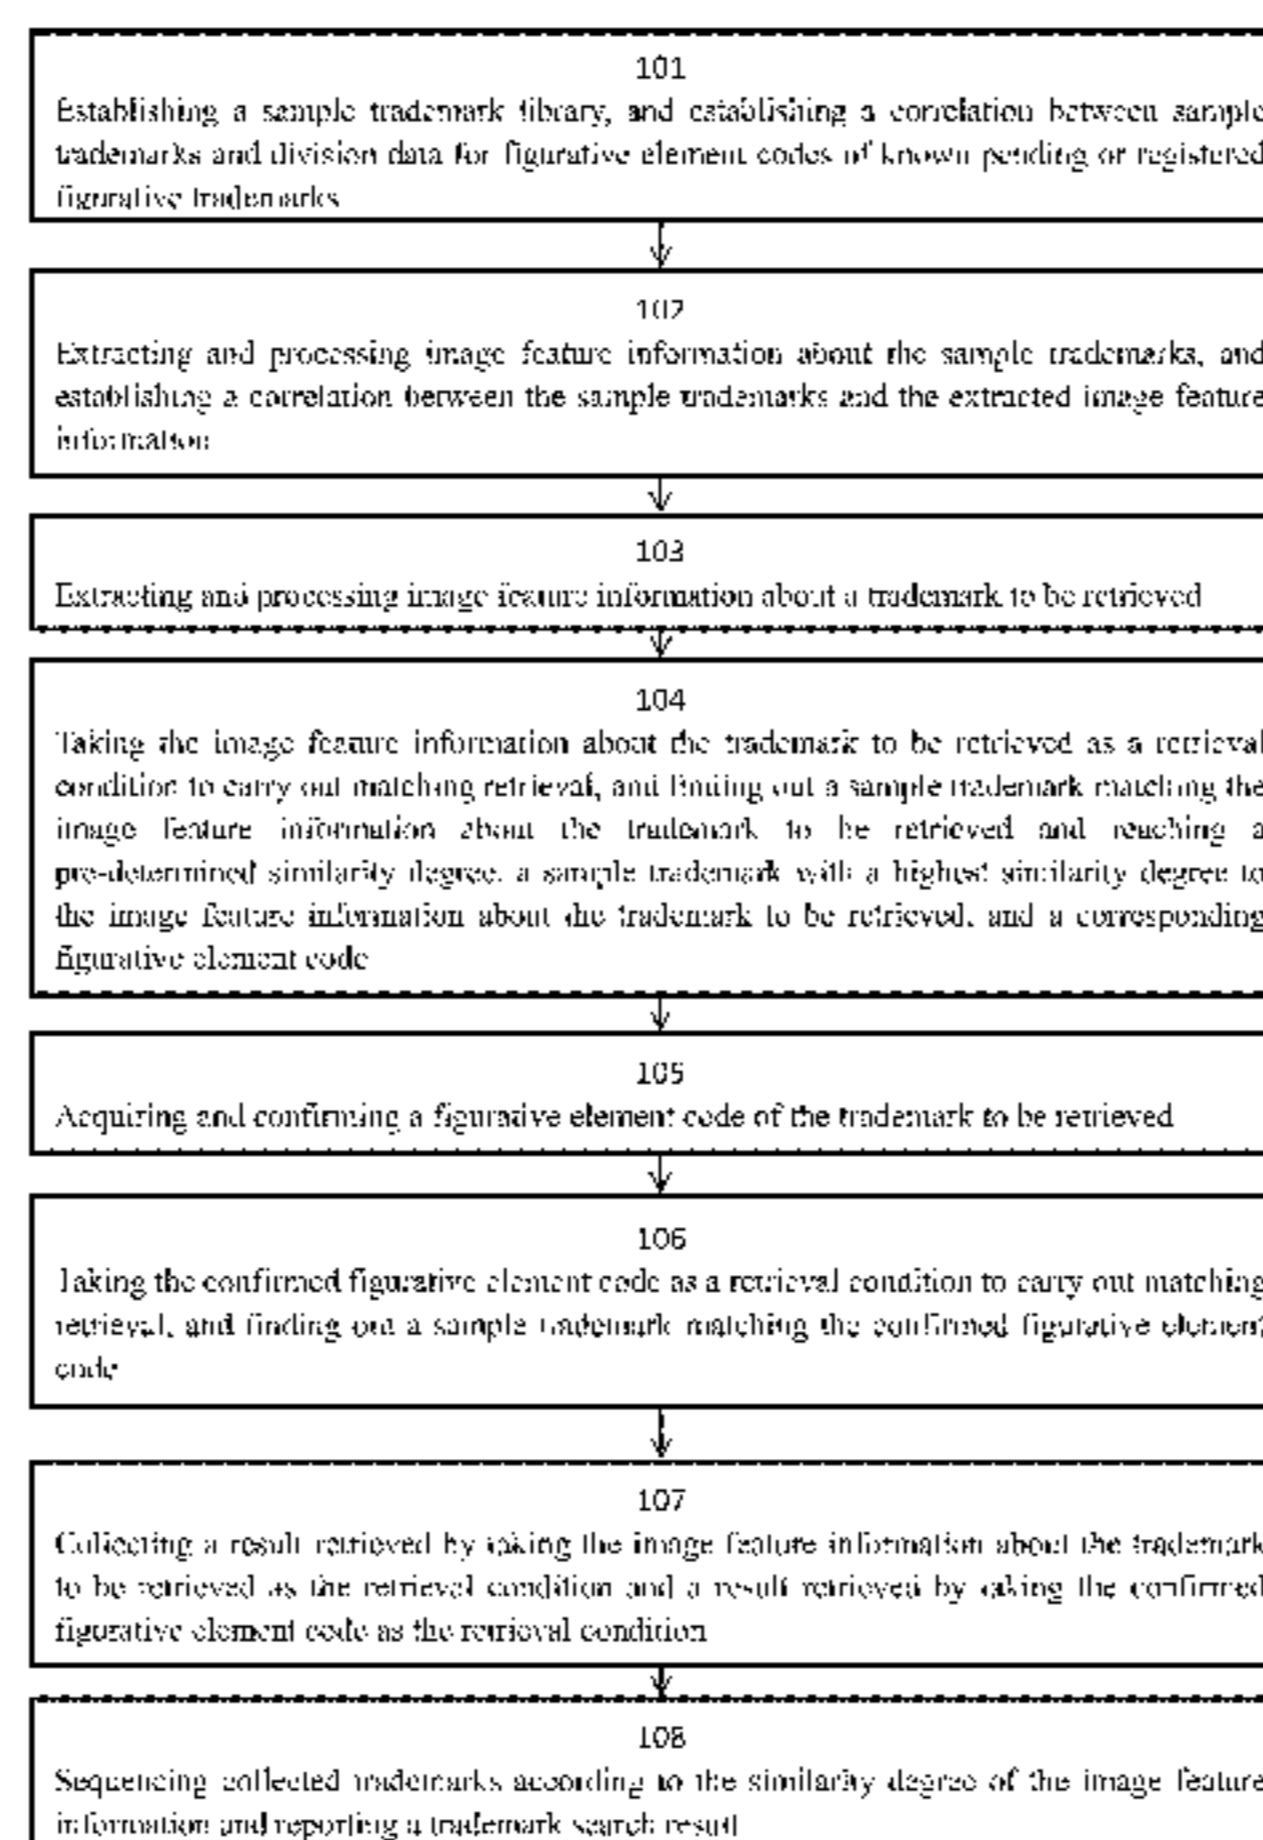 101
Establishing a sample trademark library, and establishing a correlation between sample
trademarks and division data for figurative element codes of known pending or registered
figurative trademarks
102
Extracting and processing image feature information about the sample trademarks, and
establishing a correlation between the sample trademarks and the extracted image feature
information
103
Extracting and processing image feature information about a trademark to be retrieved
104
Taking the image feature information about the trademark to be retrieved as a retrieval
condition to carry out matching retrieval, and finding out a sample trademark matching the
image feature information about the trademark to be retrieved and reaching a
pre-determined similarity degree, a sample trademark with a highest similarity degree to
the image feature information about the trademark to be retrieved, and a corresponding
figurative element code
105
Acquiring and confirming a figurative element code of the trademark to be retrieved
106
Taking the confirmed figurative element code as a retrieval condition to carry out matching
retrieval, and finding out a sample trademark matching the confirmed figurative element
code
107
Collecting a result retrieved by taking the image feature information about the trademark
to be retrieved as the retrieval condition and a result retrieved by taking the confirmed
figurative element code as the retrieval condition
108
Sequencing collected trademarks according to the similarity degree of the image feature
information and reporting a trademark search result